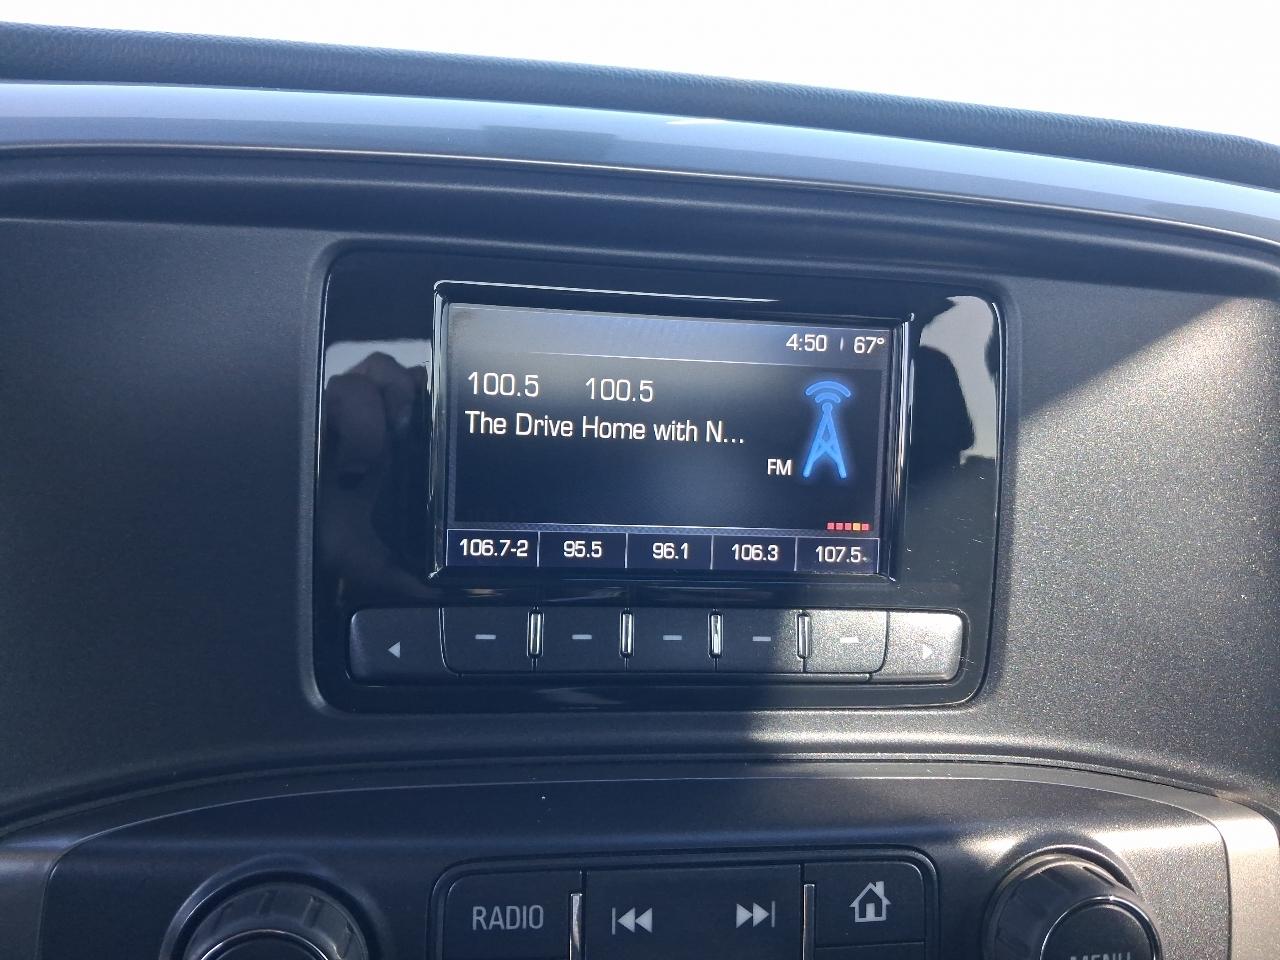 4:50 67°
100.5 100.5
The Drive Home with N...
FM
106.7-2 95.5 96.1 106.3 107.5-
RADIO
MENU